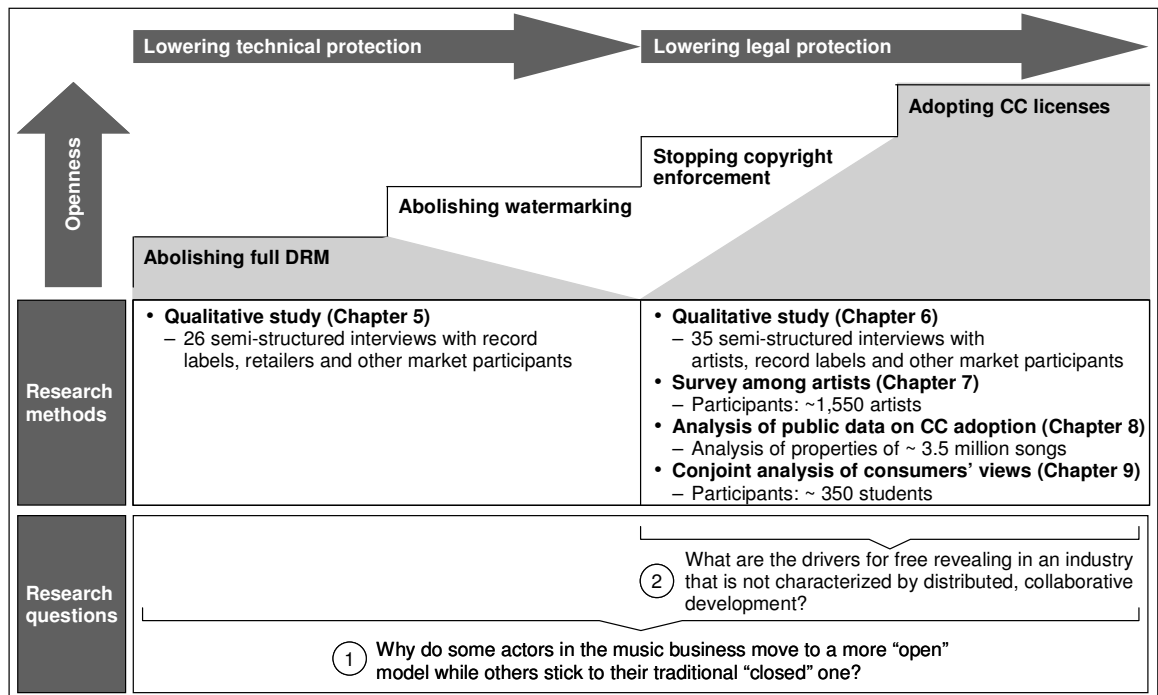 Lowering technical protection
Lowering legal protection
Openness
Adopting CC licenses
Stopping copyright
enforcement
Abolishing watermarking
Abolishing full DRM
Research
methods
• Qualitative study (Chapter 5)
– 26 semi-structured interviews with record
labels, retailers and other market participants
• Qualitative study (Chapter 6)
– 35 semi-structured interviews with
artists, record labels and other market participants
• Survey among artists (Chapter 7)
– Participants: ~1,550 artists
• Analysis of public data on CC adoption (Chapter 8)
– Analysis of properties of ~ 3.5 million songs
• Conjoint analysis of consumers’ views (Chapter 9)
– Participants: ~ 350 students
Research
questions
2
What are the drivers for free revealing in an industry
that is not characterized by distributed, collaborative
development?
1
Why do some actors in the music business move to a more “open”
model while others stick to their traditional “closed” one?